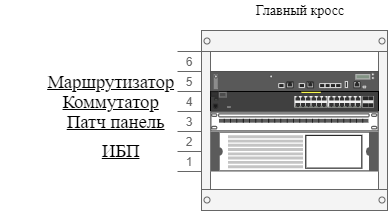 Главный кросс
6
Маршрутизатор 5
Коммутатор 4
Патч панель 3
2
ИБП
1